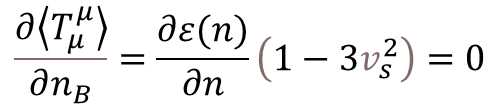 ∂⟨T^μ_μ⟩/∂n_B = ∂ε(n)/∂n (1 − 3v_s^2) = 0